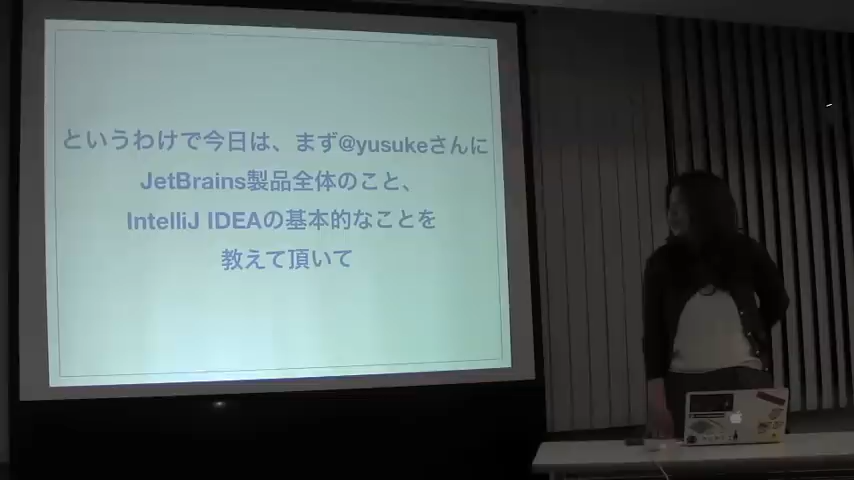 というわけで今日は、まず@yusukeさんに
JetBrains製品全体のこと、
IntelliJ IDEAの基本的なことを
教えて頂いて